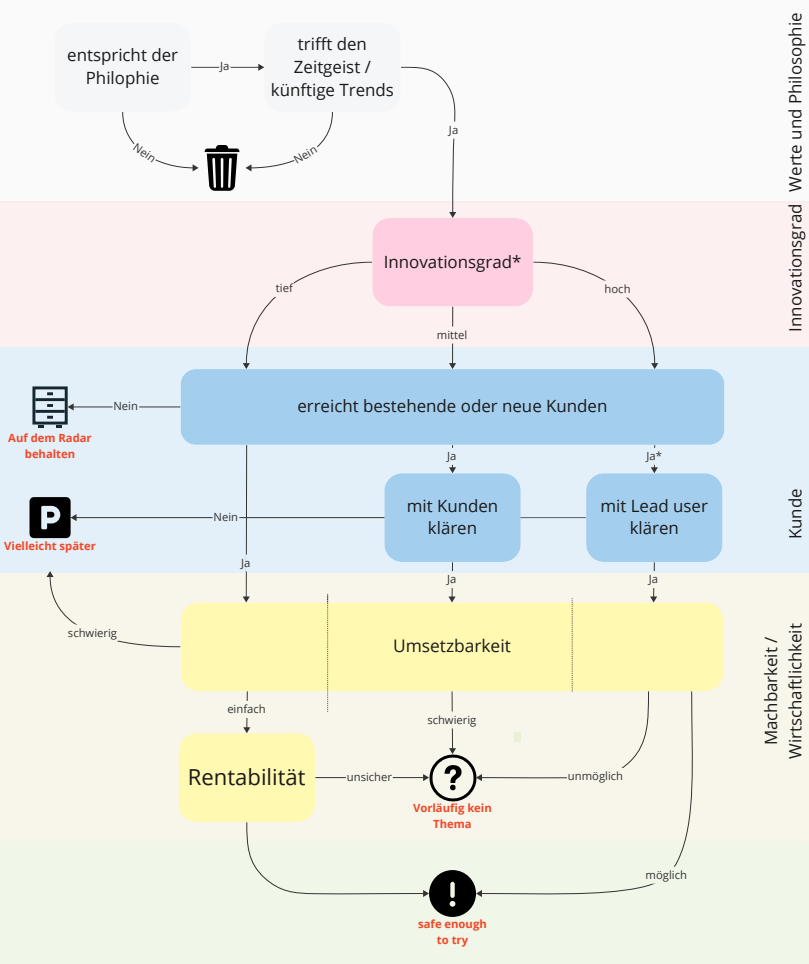 entspricht der
Philophie
Ja
trifft den
Zeitgeist /
künftige Trends
Nein
Nein
Ja
Werte und Philosophie
Innovationsgrad*
tief
mittel
hoch
Innovationsgrad
erreicht bestehende oder neue Kunden
Nein
Auf dem Radar
behalten
Ja
Ja*
mit Kunden
klären
mit Lead user
klären
Nein
P
Vielleicht später
Kunde
Ja
Ja
Ja
schwierig
Umsetzbarkeit
Machbarkeit /
Wirtschaftlichkeit
einfach
schwierig
Rentabilität
unsicher
?
unmöglich
Vorläufig kein
Thema
möglich
!
safe enough
to try